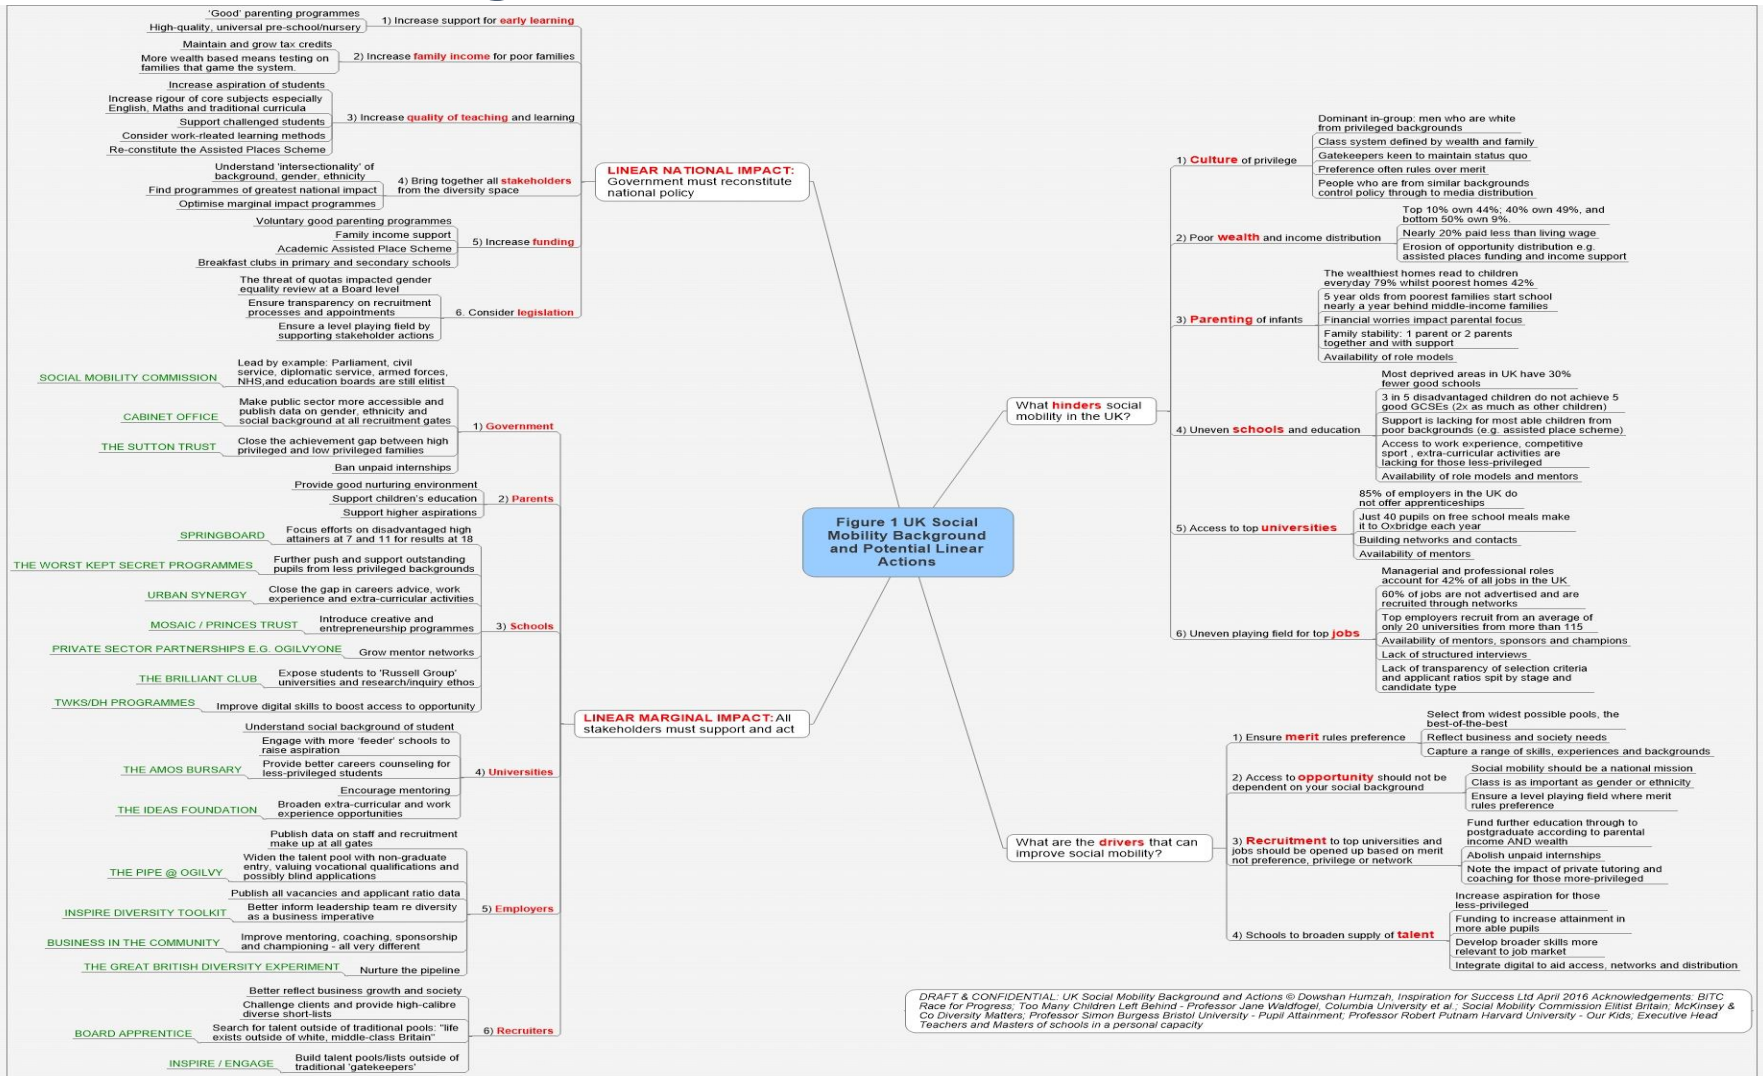 'Good' parenting programmes
High-quality, universal pre-school/nursery
1) Increase support for early learning
Maintain and grow tax credits
More wealth based means testing on
families that game the system.
2) Increase family income for poor families
Increase aspiration of students
Increase rigour of core subjects especially
English, Maths and traditional curricula
Support challenged students
Consider work-rleated learning methods
Re-constitute the Assisted Places Scheme
3) Increase quality of teaching and learning
Understand 'intersectionality' of
background, gender, ethnicity
Find programmes of greatest national impact
Optimise marginal impact programmes
4) Bring together all stakeholders
from the diversity space
Voluntary good parenting programmes
Family income support
Academic Assisted Place Scheme
Breakfast clubs in primary and secondary schools
5) Increase funding
The threat of quotas impacted gender
equality review at a Board level
Ensure transparency on recruitment
processes and appointments
Ensure a level playing field by
supporting stakeholder actions
6. Consider legislation
LINEAR NATIONAL IMPACT:
Government must reconstitute
national policy
SOCIAL MOBILITY COMMISSION
Lead by example: Parliament, civil
service, diplomatic service, armed forces,
NHS,and education boards are still elitist
CABINET OFFICE
Make public sector more accessible and
publish data on gender, ethnicity and
social background at all recruitment gates
THE SUTTON TRUST
Close the achievement gap between high
privileged and low privileged families
Ban unpaid internships
1) Government
Provide good nurturing environment
Support children's education
Support higher aspirations
2) Parents
SPRINGBOARD
Focus efforts on disadvantaged high
attainers at 7 and 11 for results at 18
THE WORST KEPT SECRET PROGRAMMES
Further push and support outstanding
pupils from less privileged backgrounds
URBAN SYNERGY
Close the gap in careers advice, work
experience and extra-curricular activities
MOSAIC / PRINCES TRUST
Introduce creative and
entrepreneurship programmes
PRIVATE SECTOR PARTNERSHIPS E.G. OGILVYONE
Grow mentor networks
THE BRILLIANT CLUB
Expose students to 'Russell Group'
universities and research/inquiry ethos
TWKS/DH PROGRAMMES
Improve digital skills to boost access to opportunity
3) Schools
Understand social background of student
Engage with more 'feeder' schools to
raise aspiration
THE AMOS BURSARY
Provide better careers counseling for
less-privileged students
Encourage mentoring
THE IDEAS FOUNDATION
Broaden extra-curricular and work
experience opportunities
4) Universities
Publish data on staff and recruitment
make up at all gates
THE PIPE @ OGILVY
Widen the talent pool with non-graduate
entry, valuing vocational qualifications and
possibly blind applications
Publish all vacancies and applicant ratio data
INSPIRE DIVERSITY TOOLKIT
Better inform leadership team re diversity
as a business imperative
BUSINESS IN THE COMMUNITY
Improve mentoring, coaching, sponsorship
and championing - all very different
THE GREAT BRITISH DIVERSITY EXPERIMENT
Nurture the pipeline
5) Employers
Better reflect business growth and society
Challenge clients and provide high-calibre
diverse short-lists
BOARD APPRENTICE
Search for talent outside of traditional pools: "life
exists outside of white, middle-class Britain"
INSPIRE / ENGAGE
Build talent pools/lists outside of
traditional 'gatekeepers'
6) Recruiters
LINEAR MARGINAL IMPACT: All
stakeholders must support and act
Figure 1 UK Social
Mobility Background
and Potential Linear
Actions
What hinders social
mobility in the UK?
1) Culture of privilege
Dominant in-group: men who are white
from privileged backgrounds
Class system defined by wealth and family
Gatekeepers keen to maintain status quo
Preference often rules over merit
People who are from similar backgrounds
control policy through to media distribution
2) Poor wealth and income distribution
Top 10% own 44%; 40% own 49%, and
bottom 50% own 9%.
Nearly 20% paid less than living wage
Erosion of opportunity distribution e.g.
assisted places funding and income support
3) Parenting of infants
The wealthiest homes read to children
everyday 79% whilst poorest homes 42%
5 year olds from poorest families start school
nearly a year behind middle-income families
Financial worries impact parental focus
Family stability: 1 parent or 2 parents
together and with support
Availability of role models
4) Uneven schools and education
Most deprived areas in UK have 30%
fewer good schools
3 in 5 disadvantaged children do not achieve 5
good GCSEs (2x as much as other children)
Support is lacking for most able children from
poor backgrounds (e.g. assisted place scheme)
Access to work experience, competitive
sport , extra-curricular activities are
lacking for those less-privileged
Availability of role models and mentors
5) Access to top universities
85% of employers in the UK do
not offer apprenticeships
Just 40 pupils on free school meals make
it to Oxbridge each year
Building networks and contacts
Availability of mentors
6) Uneven playing field for top jobs
Managerial and professional roles
account for 42% of all jobs in the UK
60% of jobs are not advertised and are
recruited through networks
Top employers recruit from an average of
only 20 universities from more than 115
Availability of mentors, sponsors and champions
Lack of structured interviews
Lack of transparency of selection criteria
and applicant ratios spit by stage and
candidate type
What are the drivers that can
improve social mobility?
1) Ensure merit rules preference
Select from widest possible pools, the
best-of-the-best
Reflect business and society needs
Capture a range of skills, experiences and backgrounds
2) Access to opportunity should not be
dependent on your social background
Social mobility should be a national mission
Class is as important as gender or ethnicity
Ensure a level playing field where merit
rules preference
3) Recruitment to top universities and
jobs should be opened up based on merit
not preference, privilege or network
Fund further education through to
postgraduate according to parental
income AND wealth
Abolish unpaid internships
Note the impact of private tutoring and
coaching for those more-privileged
4) Schools to broaden supply of talent
Increase aspiration for those
less-privileged
Funding to increase attainment in
more able pupils
Develop broader skills more
relevant to job market
Integrate digital to aid access, networks and distribution
DRAFT & CONFIDENTIAL: UK Social Mobility Background and Actions © Dowshan Humzah, Inspiration for Success Ltd April 2016 Acknowledgements: BITC
Race for Progress; Too Many Children Left Behind - Professor Jane Waldfogel, Columbia University et al.; Social Mobility Commission Elitist Britain; McKinsey &
Co Diversity Matters; Professor Simon Burgess Bristol University - Pupil Attainment; Professor Robert Putnam Harvard University - Our Kids; Executive Head
Teachers and Masters of schools in a personal capacity